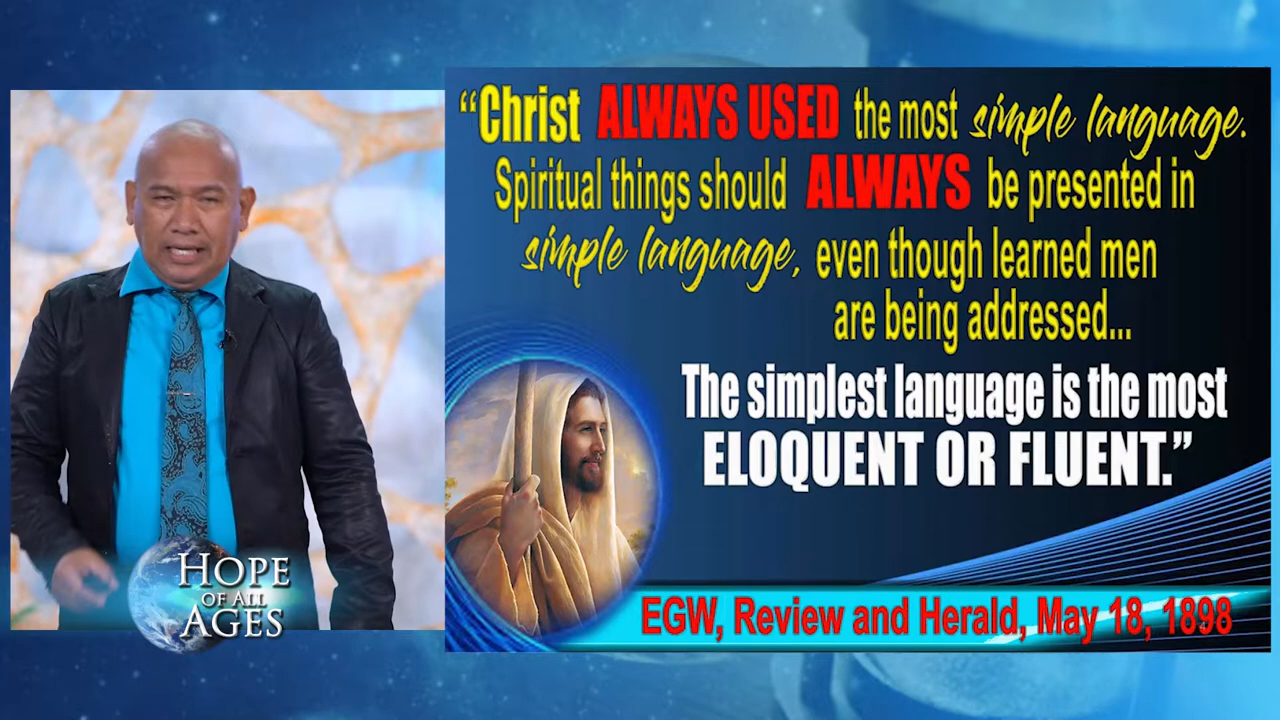 "Christ ALWAYS USED the most simple language.
Spiritual things should ALWAYS be presented in
simple language, even though learned men
are being addressed...
The simplest language is the most
ELOQUENT OR FLUENT."
EGW, Review and Herald, May 18, 1898
HOPE
OF ALL
AGES